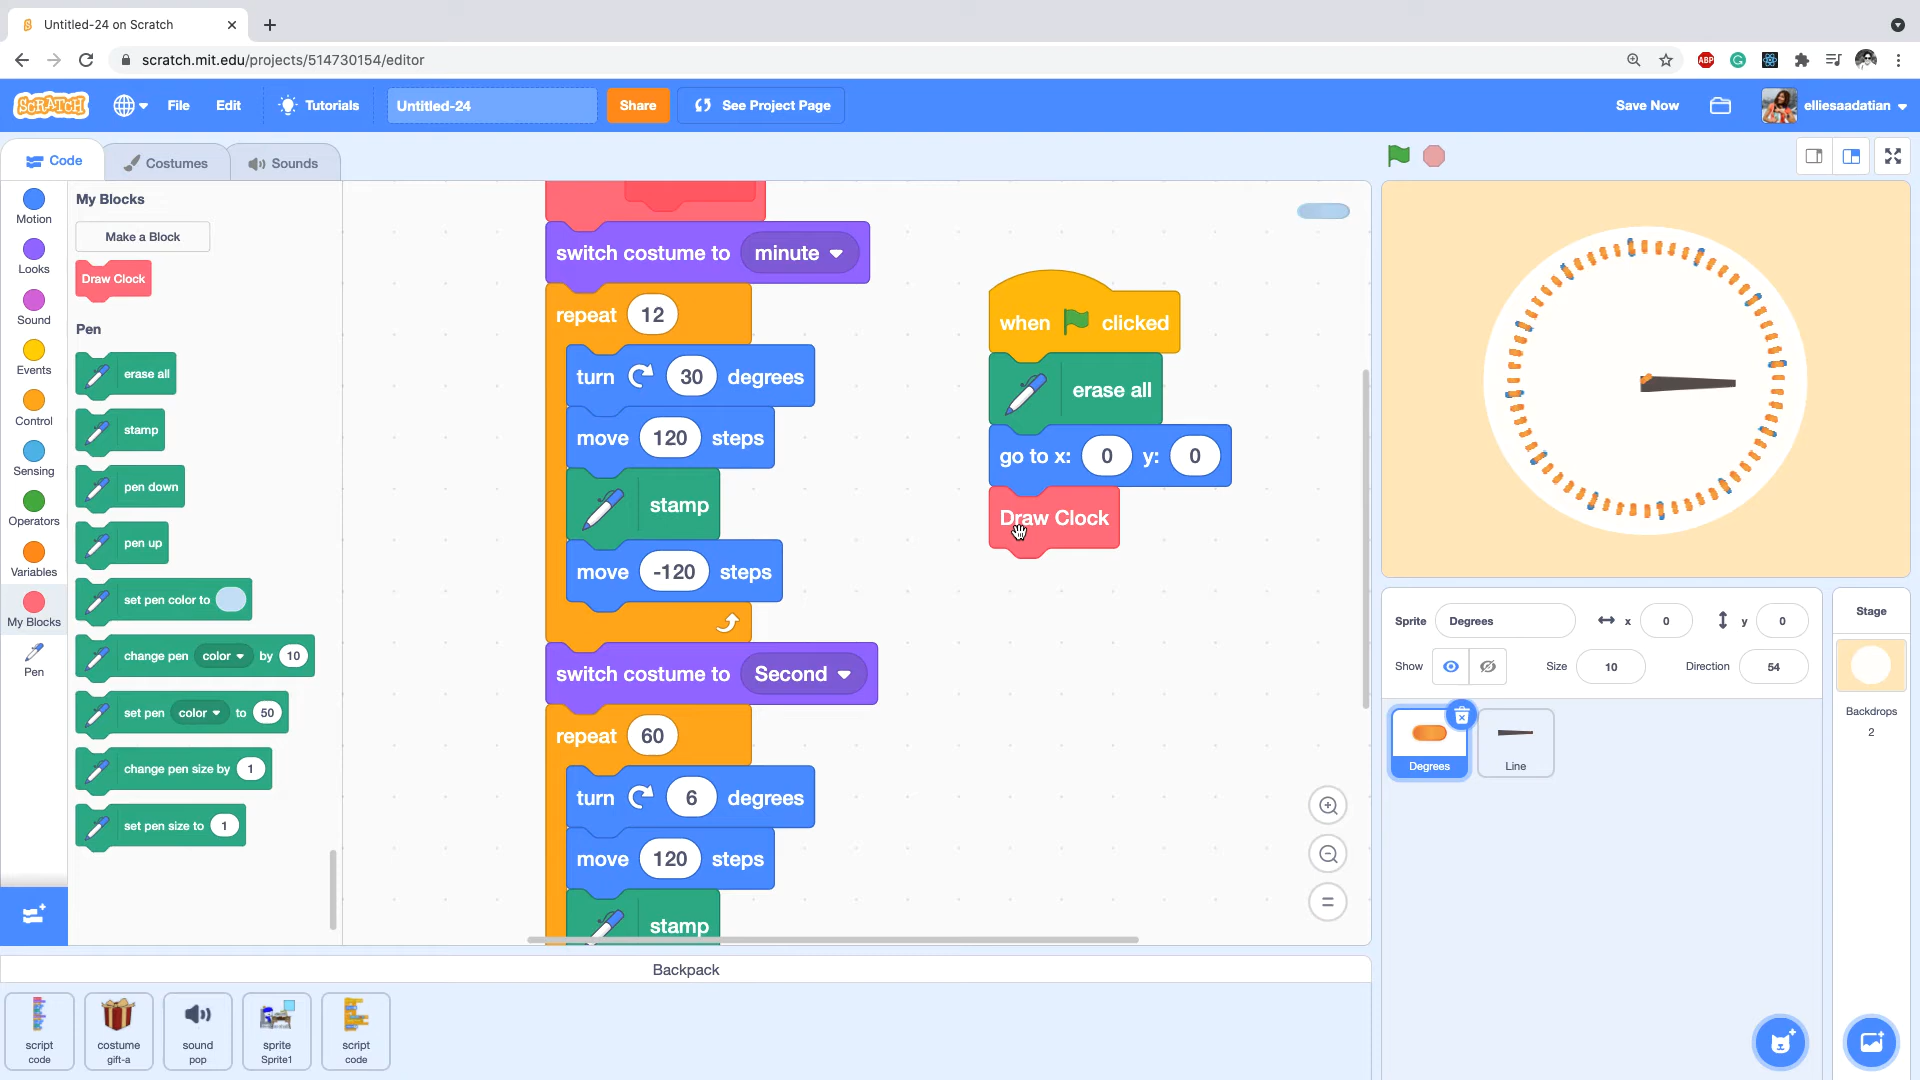 Untitled-24 on Scratch
scratch.mit.edu/projects/514730154/editor
ABP
SCRATCH
File
Edit
Tutorials
Untitled-24
Share
See Project Page
Save Now
elliesaadatian
Code
Costumes
Sounds
Motion
Looks
Sound
Events
Control
Sensing
Operators
Variables
My Blocks
Pen
My Blocks
Make a Block
Draw Clock
Pen
erase all
stamp
pen down
pen up
set pen color to
change pen color by 10
set pen color to 50
change pen size by 1
set pen size to 1
switch costume to minute
repeat 12
turn 30 degrees
move 120 steps
stamp
move -120 steps
switch costume to Second
repeat 60
turn 6 degrees
move 120 steps
stamp
when clicked
erase all
go to x: 0 y: 0
Draw Clock
Sprite Degrees x 0 y 0
Show Size 10 Direction 54
Degrees
Line
Stage
Backdrops
2
Backpack
script
code
costume
gift-a
sound
pop
sprite
Sprite1
script
code